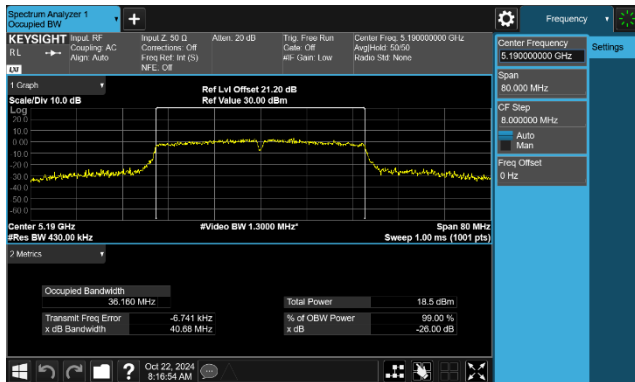 Spectrum Analyzer 1
Occupied BW
+
Frequency
KEYSIGHT
RL
LXI
Input: RF
Coupling: AC
Align: Auto
Input Z: 50 Ω
Corrections: Off
Freq Ref: Int (S)
NFE: Off
Atten: 20 dB
Trig: Free Run
Gate: Off
#IF Gain: Low
Center Freq: 5.190000000 GHz
Avg|Hold: 50/50
Radio Std: None
Center Frequency
5.190000000 GHz
Settings
Span
80.000 MHz
CF Step
8.000000 MHz
Auto
Man
Freq Offset
0 Hz
1 Graph
Scale/Div 10.0 dB
Ref Lvl Offset 21.20 dB
Ref Value 30.00 dBm
Log
20.0
10.0
0.00
-10.0
-20.0
-30.0
-40.0
-50.0
-60.0
Center 5.19 GHz
#Res BW 430.00 kHz
#Video BW 1.3000 MHz*
Span 80 MHz
Sweep 1.00 ms (1001 pts)
2 Metrics
Occupied Bandwidth
36.160 MHz
Total Power 18.5 dBm
Transmit Freq Error -6.741 kHz
% of OBW Power 99.00 %
x dB Bandwidth 40.68 MHz
x dB -26.00 dB
?
Oct 22, 2024
8:16:54 AM